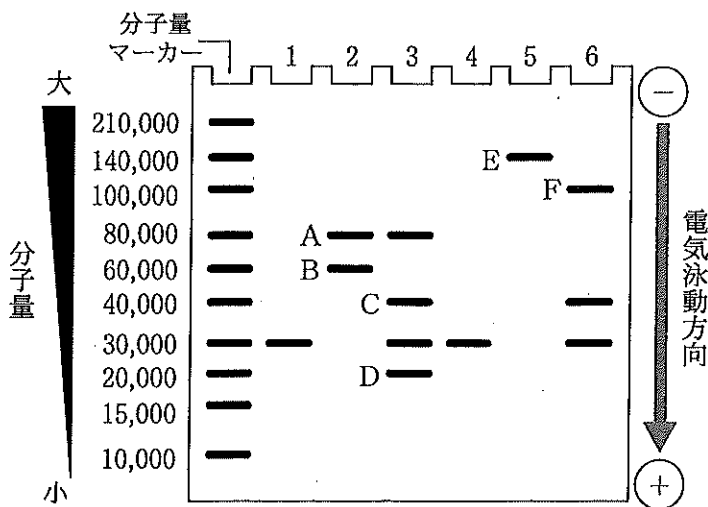 分子量
マーカー
1 2 3 4 5 6
大
小
分子量
210,000
140,000
100,000
80,000
60,000
40,000
30,000
20,000
15,000
10,000
A
B
C
D
E
F
−
+
電気泳動方向